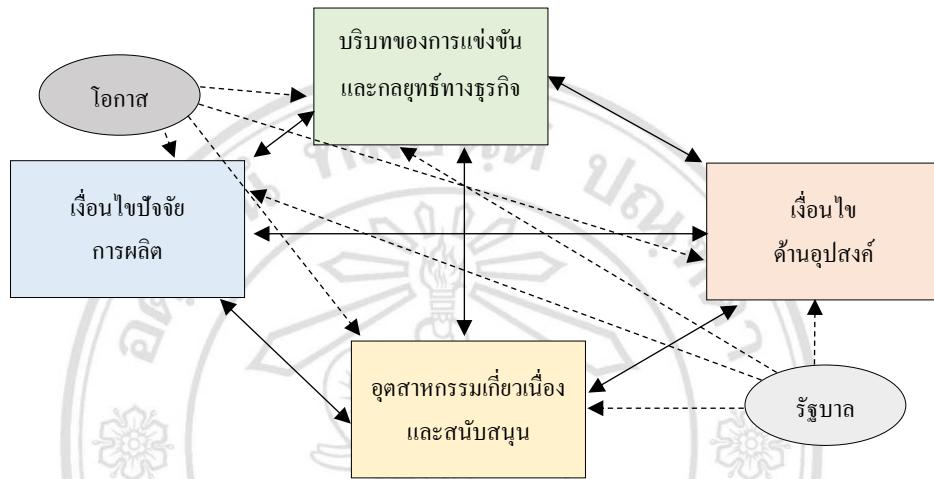 บริบทของการแข่งขัน
และกลยุทธ์ทางธุรกิจ
โอกาส
เงื่อนไขปัจจัย
การผลิต
เงื่อนไข
ด้านอุปสงค์
อุตสาหกรรมเกี่ยวเนื่อง
และสนับสนุน
รัฐบาล